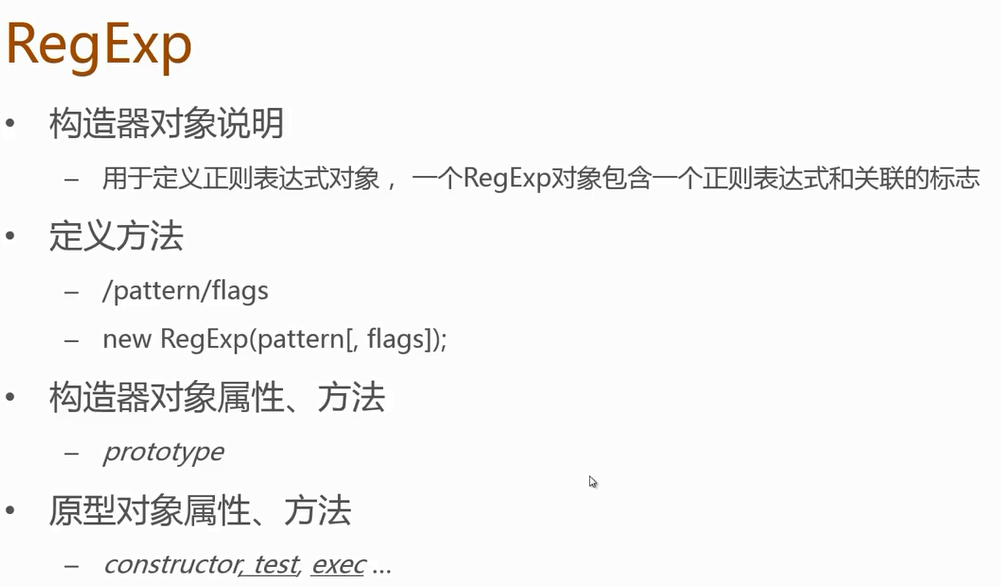 RegExp
• 构造器对象说明
– 用于定义正则表达式对象，一个RegExp对象包含一个正则表达式和关联的标志
• 定义方法
– /pattern/flags
– new RegExp(pattern[, flags]);
• 构造器对象属性、方法
– prototype
• 原型对象属性、方法
– constructor, test, exec ...